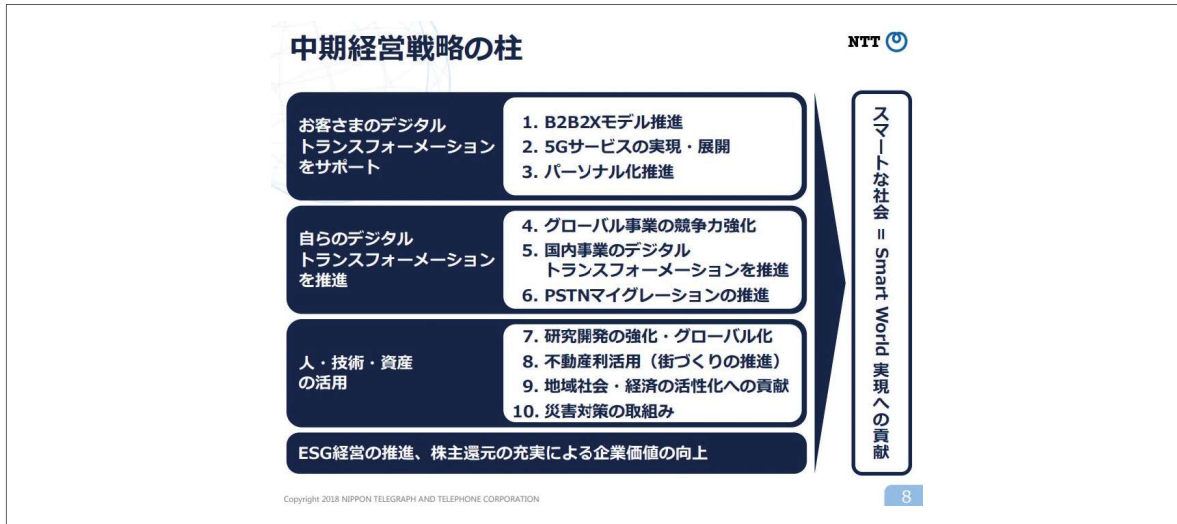 中期経営戦略の柱
NTT
お客さまのデジタル
トランスフォーメーション
をサポート
1. B2B2Xモデル推進
2. 5Gサービスの実現・展開
3. パーソナル化推進
自らのデジタル
トランスフォーメーション
を推進
4. グローバル事業の競争力強化
5. 国内事業のデジタル
トランスフォーメーションを推進
6. PSTNマイグレーションの推進
人・技術・資産
の活用
7. 研究開発の強化・グローバル化
8. 不動産利活用（街づくりの推進）
9. 地域社会・経済の活性化への貢献
10. 災害対策の取組み
ESG経営の推進、株主還元の充実による企業価値の向上
スマートな社会 = Smart World 実現への貢献
Copyright 2018 NIPPON TELEGRAPH AND TELEPHONE CORPORATION
8